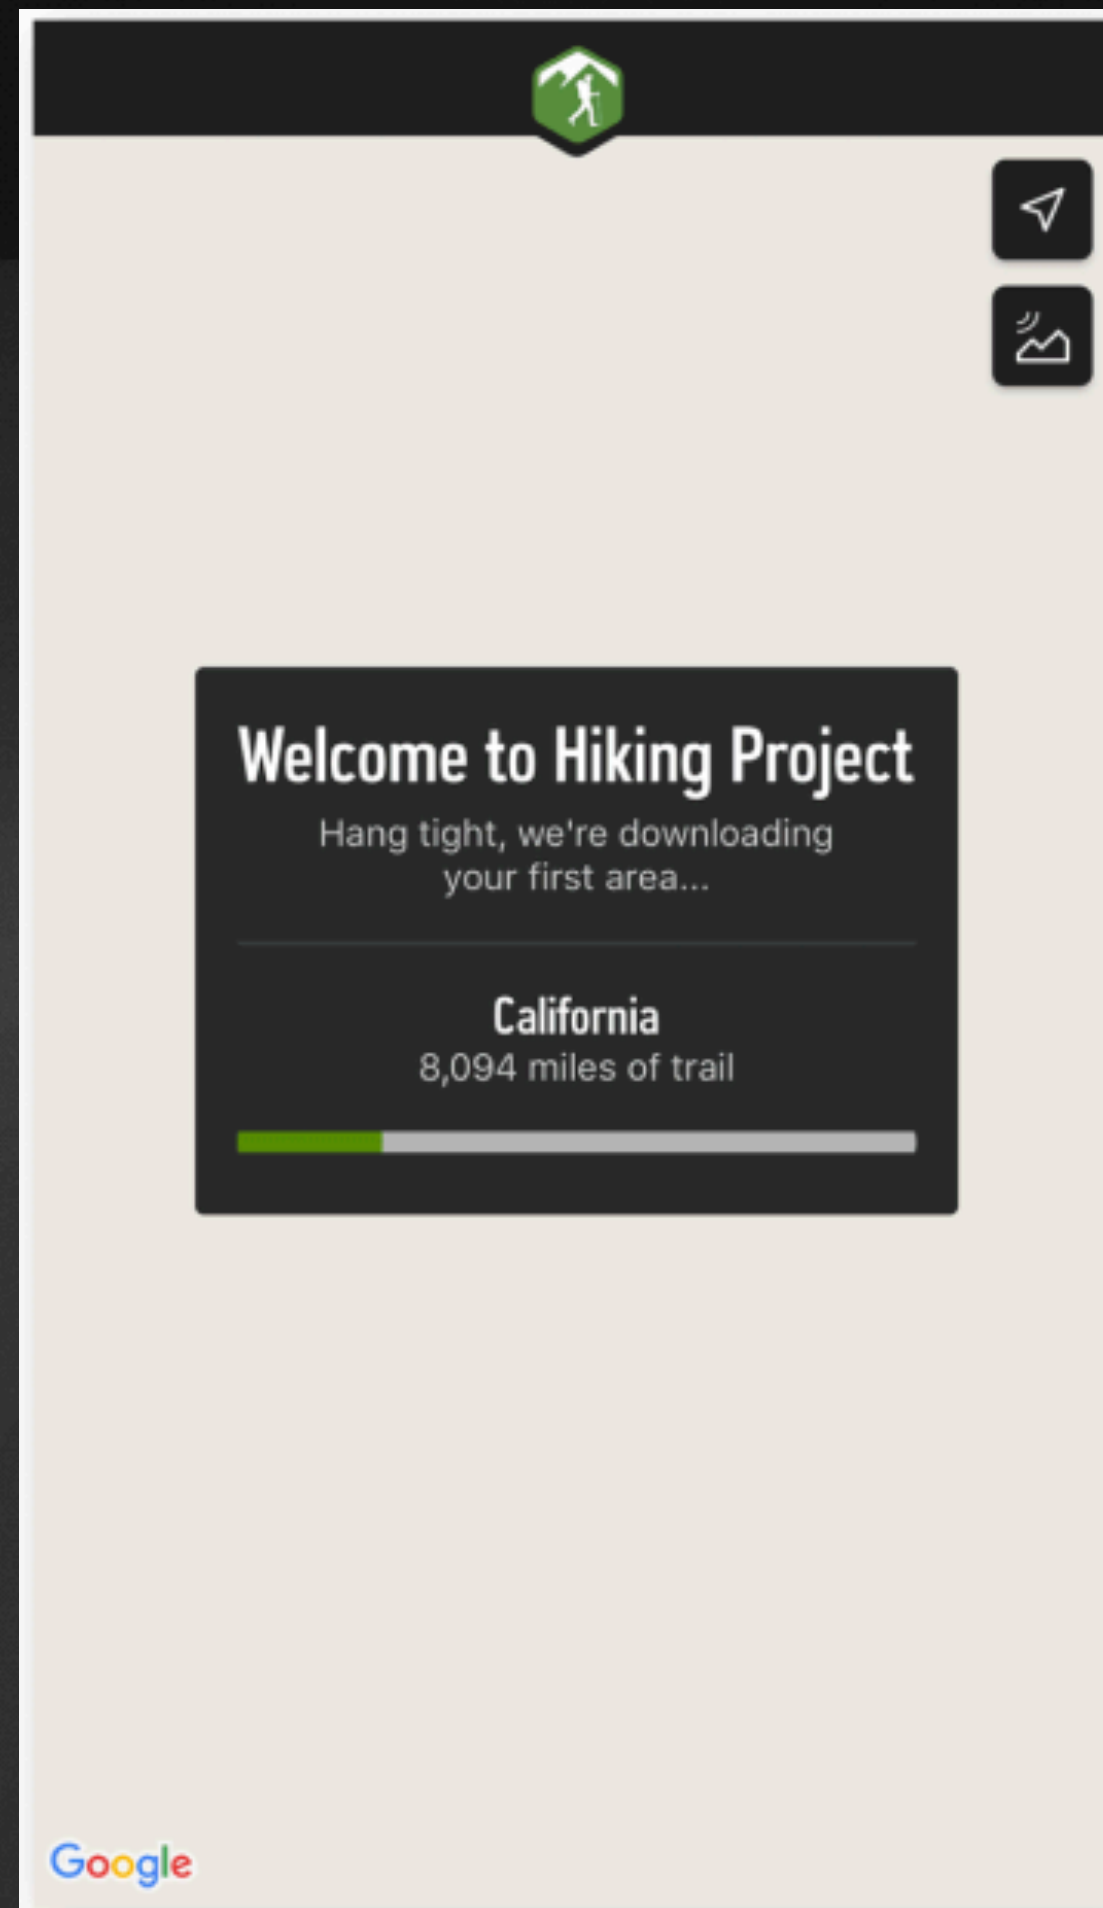 Welcome to Hiking Project
Hang tight, we're downloading
your first area...
California
8,094 miles of trail
Google